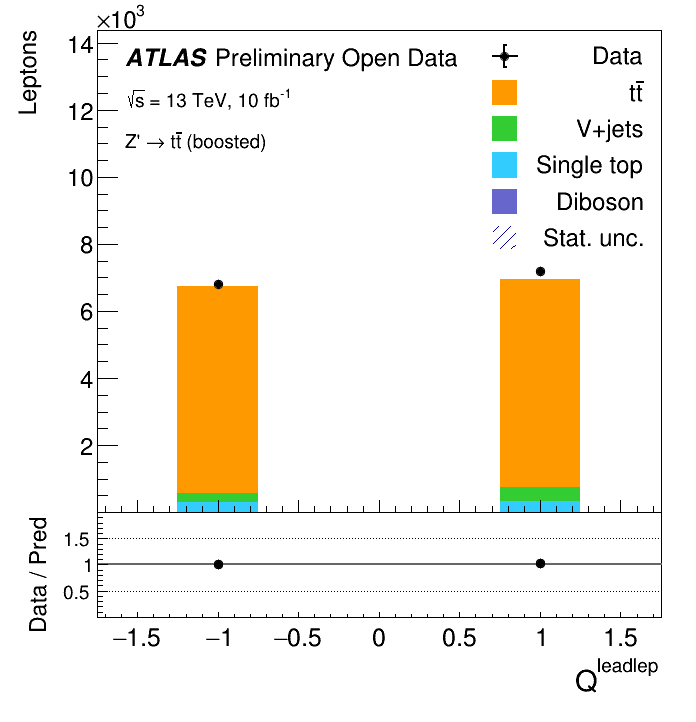 ×10³
Leptons
14
12
10
8
6
4
2
ATLAS Preliminary Open Data
√s = 13 TeV, 10 fb⁻¹
Z' → tt̄ (boosted)
Data
tt̄
V+jets
Single top
Diboson
Stat. unc.
Data / Pred
1.5
1
0.5
−1.5 −1 −0.5 0 0.5 1 1.5
Q^leadlep